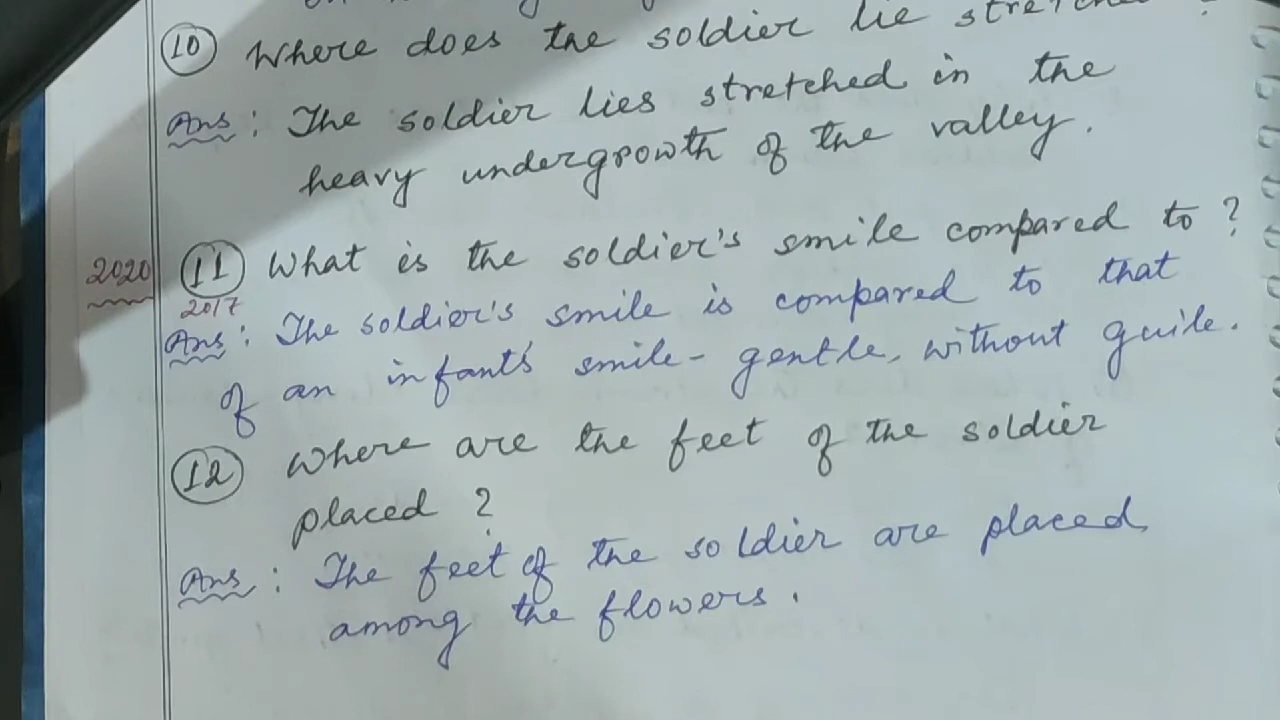 10 Where does the soldier lie stretched ?
Ans : The soldier lies stretched in the
heavy undergrowth of the valley.
2020 11 What is the soldier's smile compared to ?
2017
Ans : The soldier's smile is compared to that
of an infant's smile - gentle, without guile.
12 Where are the feet of the soldier
placed ?
Ans : The feet of the soldier are placed
among the flowers.